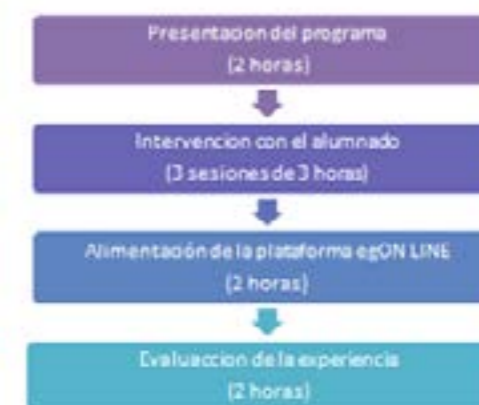 Presentacion del programa
(2 horas)
Intervencion con el alumnado
(3 sesiones de 3 horas)
Alimentación de la plataforma egON LINE
(2 horas)
Evaluaccion de la experiencia
(2 horas)